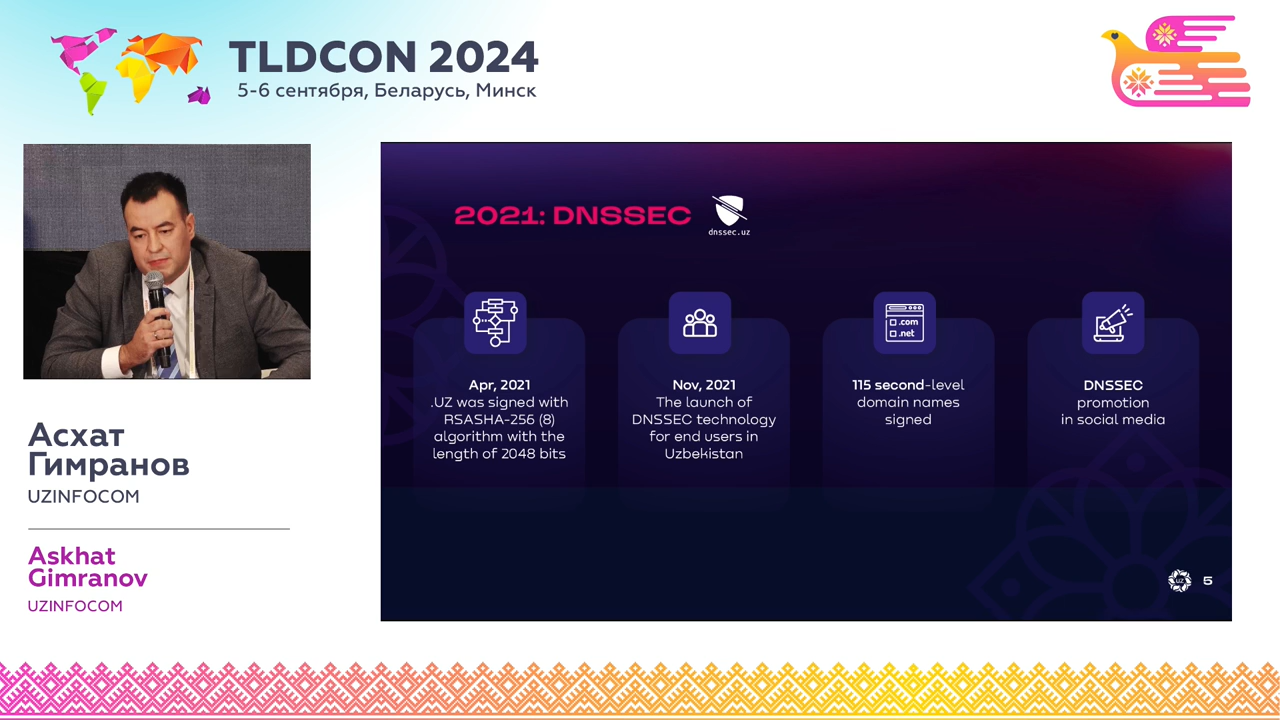 TLDCON 2024
5-6 сентября, Беларусь, Минск
2021: DNSSEC
dnssec.uz
.com
.net
Apr, 2021
.UZ was signed with
RSASHA-256 (8)
algorithm with the
length of 2048 bits
Nov, 2021
The launch of
DNSSEC technology
for end users in
Uzbekistan
115 second-level
domain names
signed
DNSSEC
promotion
in social media
UZ
5
Асхат
Гимранов
UZINFOCOM
Askhat
Gimranov
UZINFOCOM